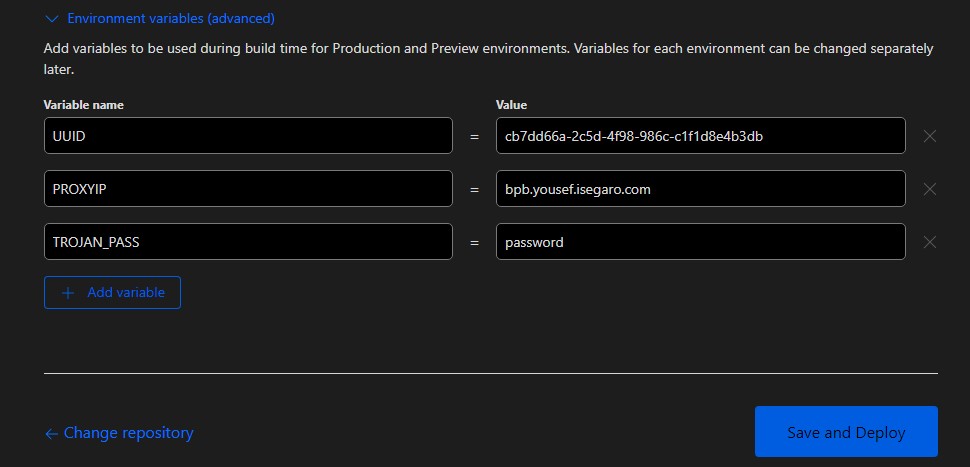 Environment variables (advanced)
Add variables to be used during build time for Production and Preview environments. Variables for each environment can be changed separately
later.
Variable name Value
UUID = cb7dd66a-2c5d-4f98-986c-c1f1d8e4b3db
PROXYIP = bpb.yousef.isegaro.com
TROJAN_PASS = password
+ Add variable
← Change repository
Save and Deploy